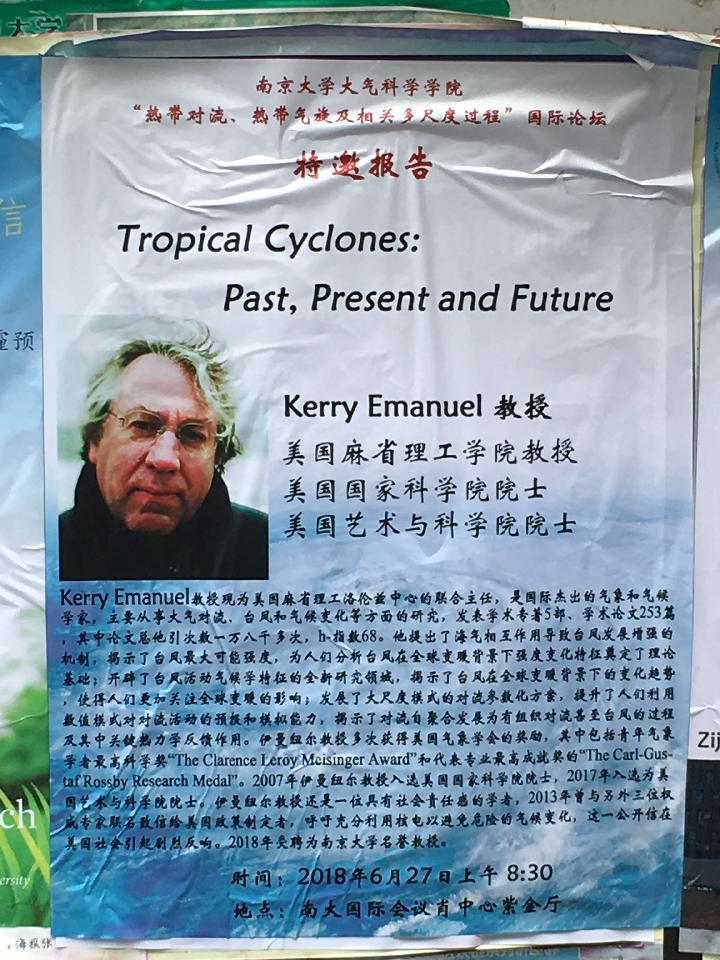 大学
南京大学大气科学学院
“热带对流、热带气旋及相关多尺度过程”国际论坛
特邀报告
Tropical Cyclones:
Past, Present and Future
信
预
Kerry Emanuel 教授
美国麻省理工学院教授
美国国家科学院院士
美国艺术与科学院院士
Kerry Emanuel教授现为美国麻省理工洛伦兹中心的联合主任，是国际杰出的气象和气候
学家，主要从事大气对流、台风和气候变化等方面的研究，发表学术专著5部、学术论文253篇
，其中论文总他引次数一万八千多次，h-指数68。他提出了海气相互作用导致台风发展增强的
机制，揭示了台风最大可能强度，为人们分析台风在全球变暖背景下强度变化特征奠定了理论
基础；开辟了台风活动气候学特征的全新研究领域，揭示了台风在全球变暖背景下的变化趋势
，使得人们更加关注全球变暖的影响；发展了大尺度模式的对流参数化方案，提升了人们利用
数值模式对对流活动的预报和模拟能力，揭示了对流自聚合发展为有组织对流甚至台风的过程
及其中关键热力学反馈作用。伊曼纽尔教授多次获得美国气象学会的奖励，其中包括青年气象
学者最高科学奖“The Clarence Leroy Meisinger Award”和代表专业最高成就奖的“The Carl-Gus-
taf Rossby Research Medal”。2007年伊曼纽尔教授入选美国国家科学院院士，2017年入选为美
国艺术与科学院院士。伊曼纽尔教授还是一位具有社会责任感的学者，2013年曾与另外三位权
威专家联名致信给美国政策制定者，呼吁充分利用核电以避免危险的气候变化，这一公开信在
美国社会引起剧烈反响。2018年受聘为南京大学名誉教授。
时间：2018年6月27日上午 8:30
地点：南大国际会议中心紫金厅
Zij
ch
ersity
，海报张